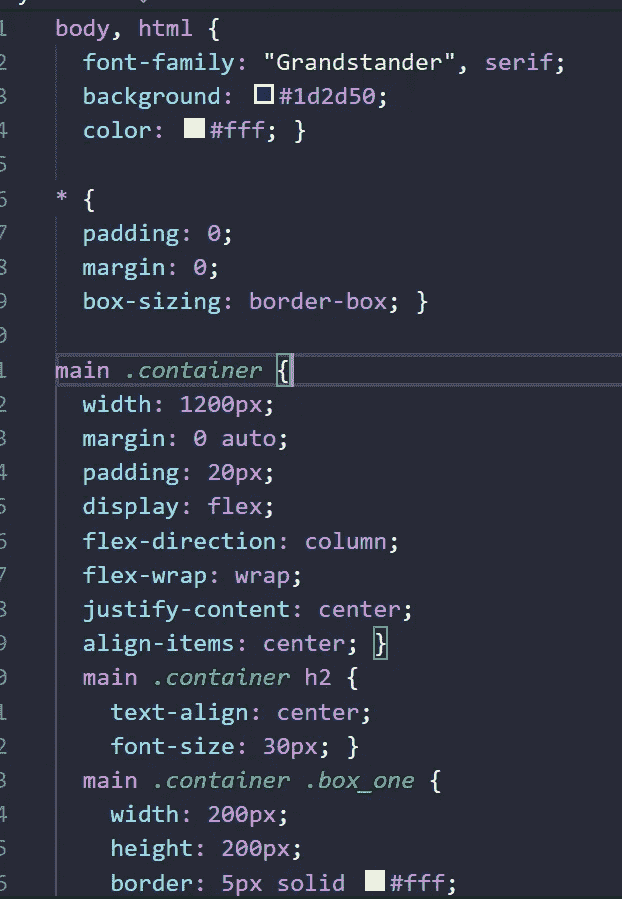 1 body, html {
2 font-family: "Grandstander", serif;
3 background: #1d2d50;
4 color: #fff; }
5
6 * {
7 padding: 0;
8 margin: 0;
9 box-sizing: border-box; }
0
1 main .container {
2 width: 1200px;
3 margin: 0 auto;
4 padding: 20px;
5 display: flex;
6 flex-direction: column;
7 flex-wrap: wrap;
8 justify-content: center;
9 align-items: center; }
0 main .container h2 {
1 text-align: center;
2 font-size: 30px; }
3 main .container .box_one {
4 width: 200px;
5 height: 200px;
6 border: 5px solid #fff;